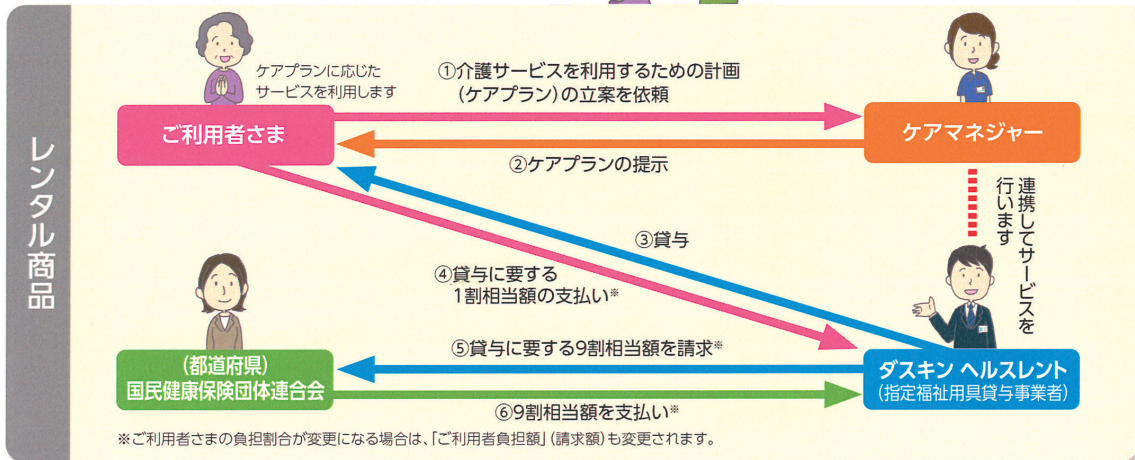 レンタル商品
ケアプランに応じた
サービスを利用します
①介護サービスを利用するための計画
(ケアプラン)の立案を依頼
ご利用者さま
ケアマネジャー
②ケアプランの提示
連携してサービスを
行います
③貸与
④貸与に要する
1割相当額の支払い※
⑤貸与に要する9割相当額を請求※
(都道府県)
国民健康保険団体連合会
ダスキン ヘルスレント
(指定福祉用具貸与事業者)
⑥9割相当額を支払い※
※ご利用者さまの負担割合が変更になる場合は、「ご利用者負担額」(請求額)も変更されます。